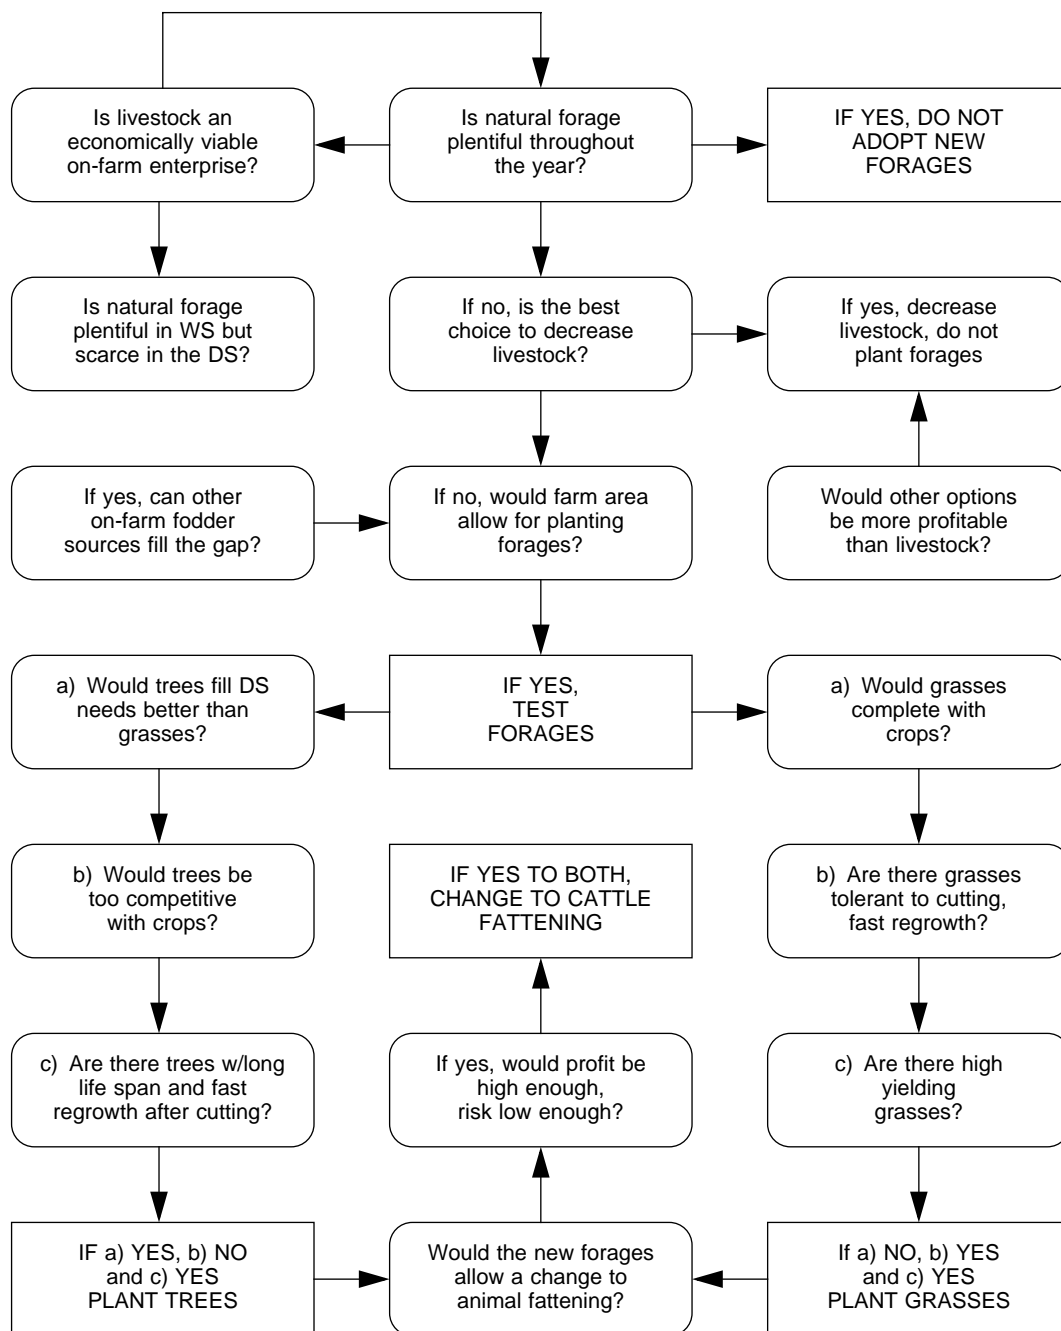 Is livestock an
economically viable
on-farm enterprise?
Is natural forage
plentiful throughout
the year?
IF YES, DO NOT
ADOPT NEW
FORAGES
Is natural forage
plentiful in WS but
scarce in the DS?
If no, is the best
choice to decrease
livestock?
If yes, decrease
livestock, do not
plant forages
If yes, can other
on-farm fodder
sources fill the gap?
If no, would farm area
allow for planting
forages?
Would other options
be more profitable
than livestock?
a) Would trees fill DS
needs better than
grasses?
IF YES,
TEST
FORAGES
a) Would grasses
complete with
crops?
b) Would trees be
too competitive
with crops?
IF YES TO BOTH,
CHANGE TO CATTLE
FATTENING
b) Are there grasses
tolerant to cutting,
fast regrowth?
c) Are there trees w/long
life span and fast
regrowth after cutting?
If yes, would profit be
high enough,
risk low enough?
c) Are there high
yielding
grasses?
IF a) YES, b) NO
and c) YES
PLANT TREES
Would the new forages
allow a change to
animal fattening?
If a) NO, b) YES
and c) YES
PLANT GRASSES